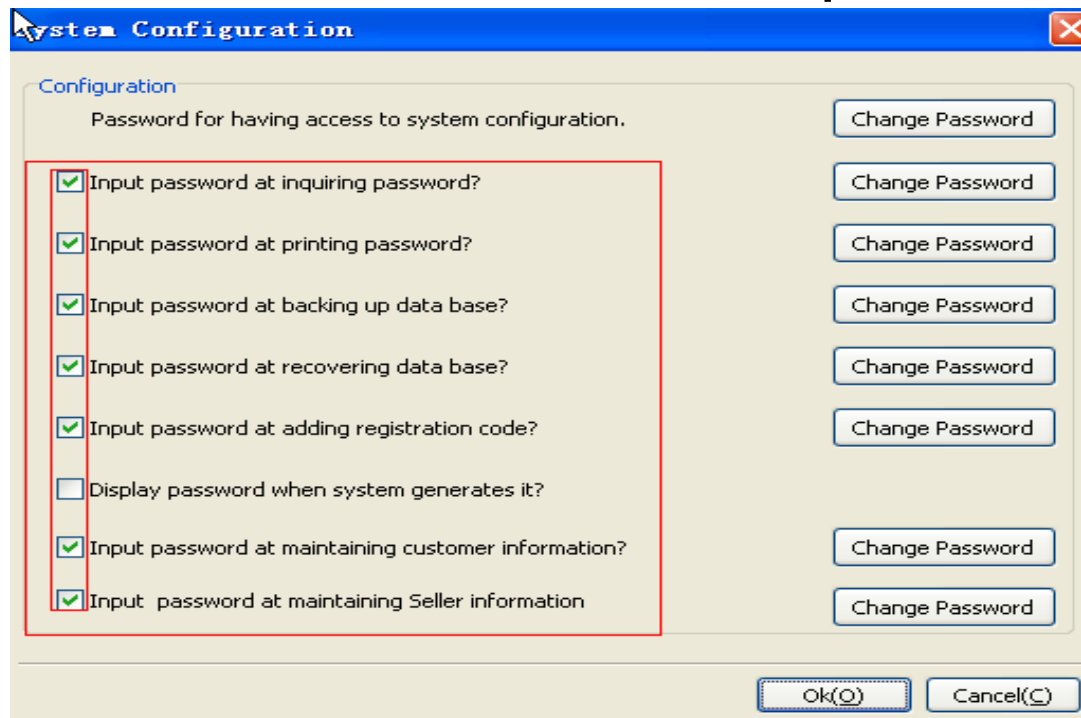 ystem Configuration
Configuration
Password for having access to system configuration. Change Password
Input password at inquiring password? Change Password
Input password at printing password? Change Password
Input password at backing up data base? Change Password
Input password at recovering data base? Change Password
Input password at adding registration code? Change Password
Display password when system generates it?
Input password at maintaining customer information? Change Password
Input  password at maintaining Seller information Change Password
Ok(O) Cancel(C)